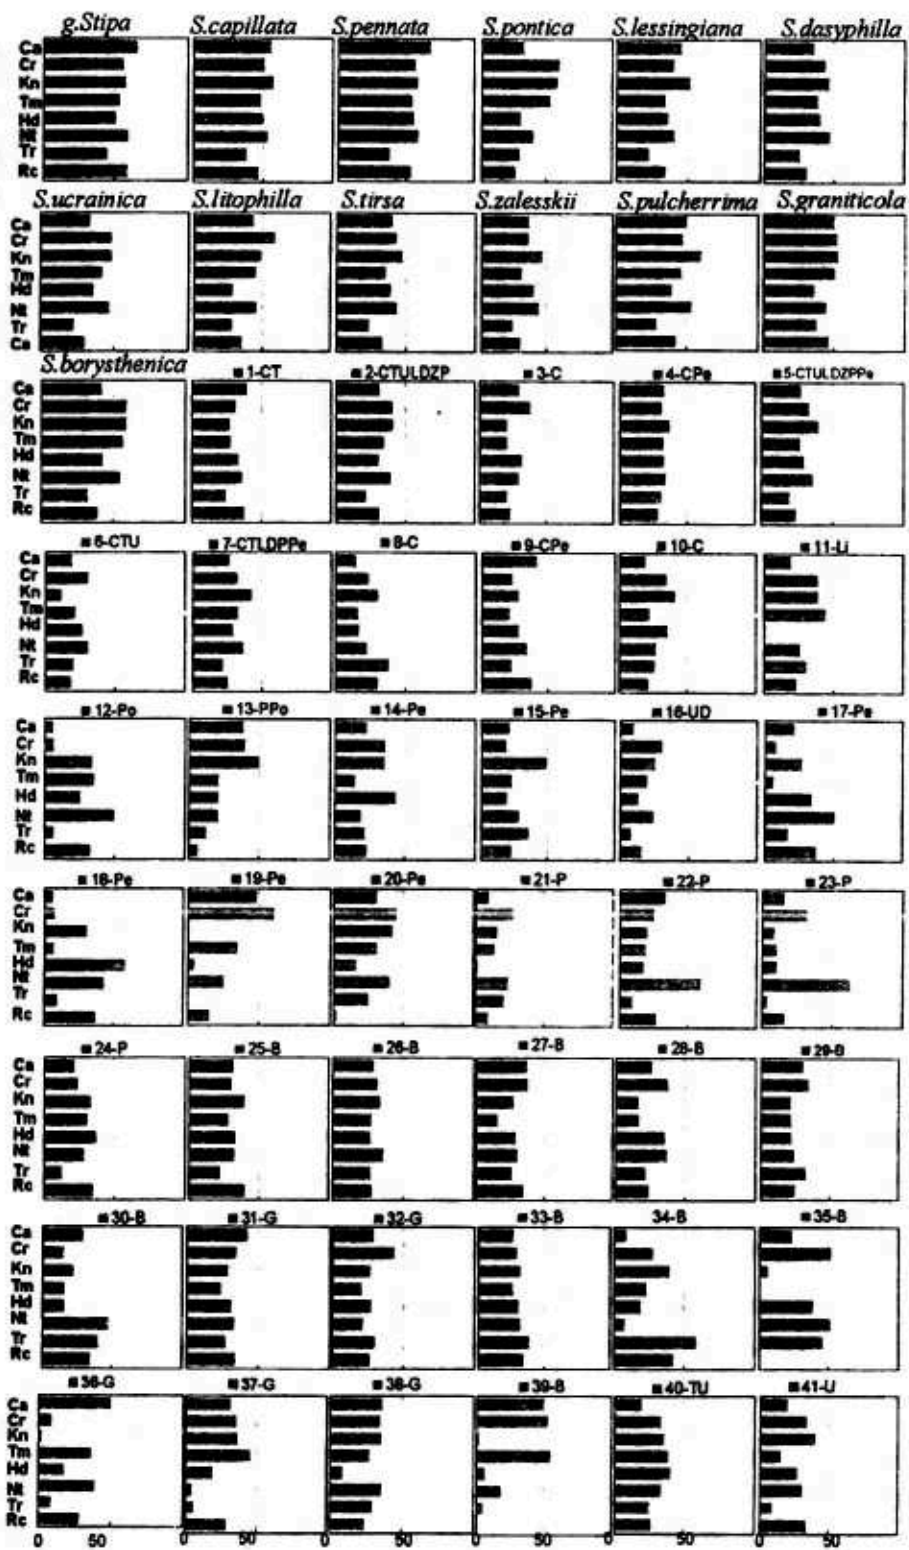 g.Stipa S.capillata S.pennata S.pontica S.lessingiana S.dasyphilla
Ca
Cr
Kn
Tm
Hd
Nt
Tr
Rc
S.ucrainica S.litophilla S.tirsa S.zalesskii S.pulcherrima S.graniticola
Ca
Cr
Kn
Tm
Hd
Nt
Tr
Ca
S.borysthenica ■1-CT ■2-CTULDZP ■3-C ■4-CPe ■5-CTULDZPPe
Ca
Cr
Kn
Tm
Hd
Nt
Tr
Rc
■6-CTU ■7-CTLDPPe ■8-C ■9-CPe ■10-C ■11-Li
Ca
Cr
Kn
Tm
Hd
Nt
Tr
Rc
■12-Po ■13-PPo ■14-Pe ■15-Pe ■16-UD ■17-Pe
Ca
Cr
Kn
Tm
Hd
Nt
Tr
Rc
■18-Pe ■19-Pe ■20-Pe ■21-P ■22-P ■23-P
Ca
Cr
Kn
Tm
Hd
Nt
Tr
Rc
■24-P ■25-B ■26-B ■27-B ■28-B ■29-B
Ca
Cr
Kn
Tm
Hd
Nt
Tr
Rc
■30-B ■31-G ■32-G ■33-B 34-B ■35-B
Ca
Cr
Kn
Tm
Hd
Nt
Tr
Rc
■36-G ■37-G ■38-G ■39-B ■40-TU ■41-U
Ca
Cr
Kn
Tm
Hd
Nt
Tr
Rc
0 50 0 50 0 50 0 50 0 50 0 50